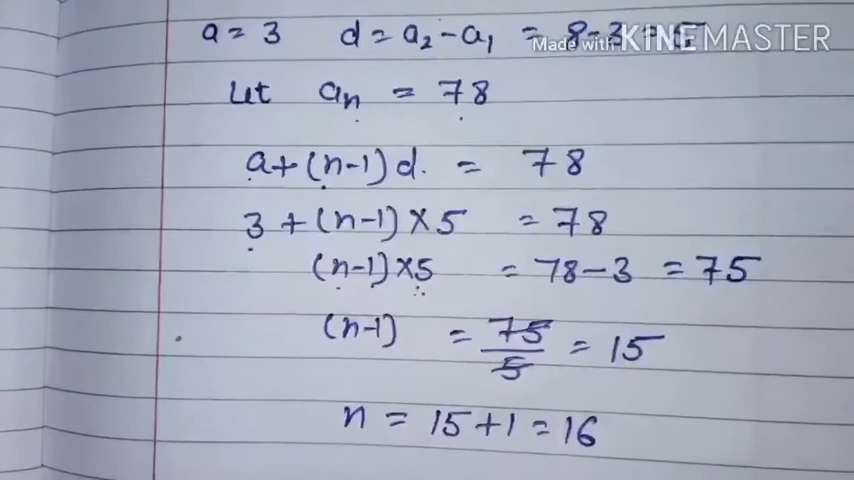 a = 3 d = a₂ - a₁ = 8 - 3 = 5
Made with KINEMASTER
Let aₙ = 78
a + (n-1) d. = 78
3 + (n-1) × 5 = 78
(n-1) × 5 = 78 - 3 = 75
(n-1) = 75/5 = 15
n = 15 + 1 = 16